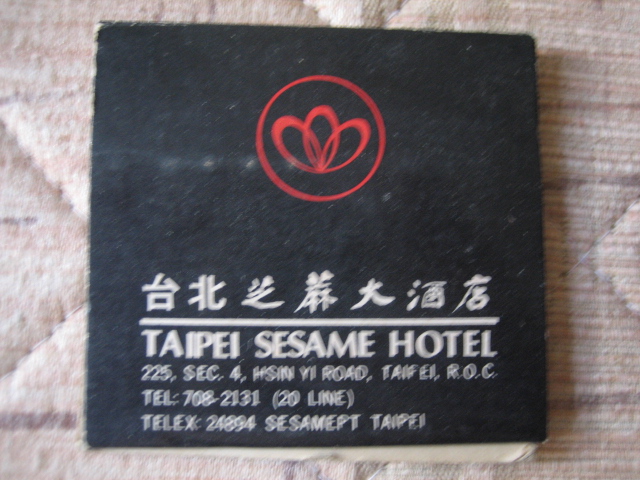 台北芝蔴大酒店
TAIPEI SESAME HOTEL
225, SEC. 4, HSIN YI ROAD, TAIPEI, R.O.C.
TEL: 708-2131 (20 LINE)
TELEX: 24894 SESAMEPT TAIPEI